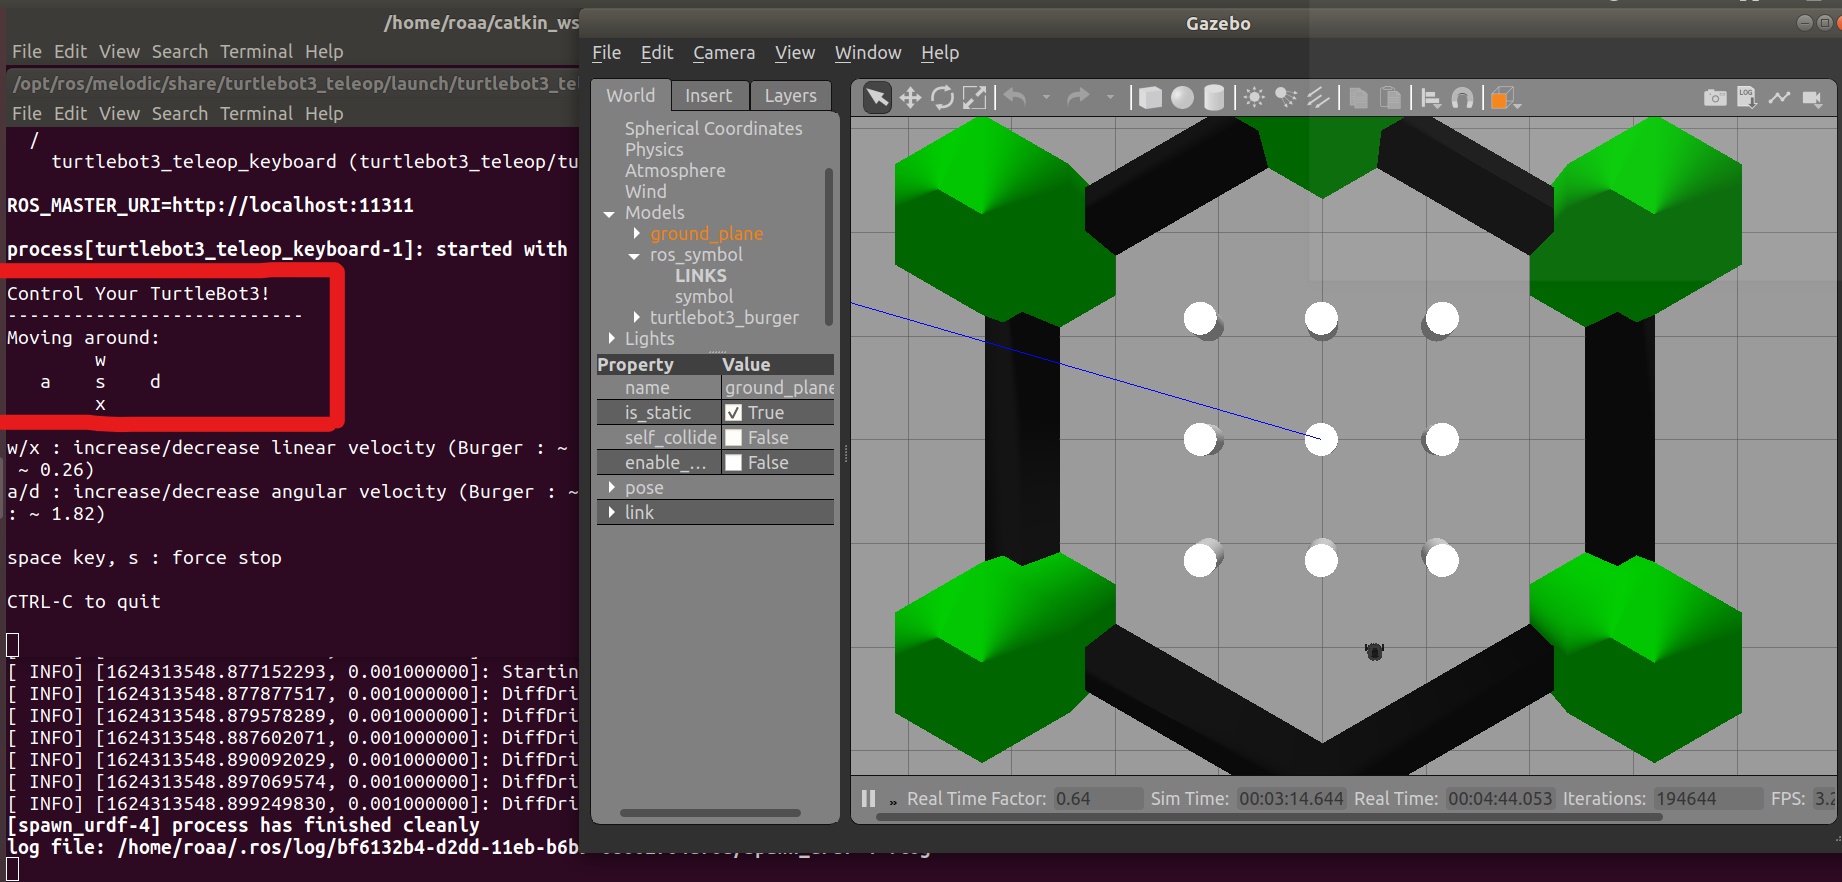 /home/roaa/catkin_ws
File Edit View Search Terminal Help
/opt/ros/melodic/share/turtlebot3_teleop/launch/turtlebot3_te
File Edit View Search Terminal Help
/
turtlebot3_teleop_keyboard (turtlebot3_teleop/tu
ROS_MASTER_URI=http://localhost:11311
process[turtlebot3_teleop_keyboard-1]: started with
Control Your TurtleBot3!
---------------------------
Moving around:
w
a s d
x
w/x : increase/decrease linear velocity (Burger : ~
~ 0.26)
a/d : increase/decrease angular velocity (Burger : ~
: ~ 1.82)
space key, s : force stop
CTRL-C to quit
[ INFO] [1624313548.877152293, 0.001000000]: Startin
[ INFO] [1624313548.877877517, 0.001000000]: DiffDri
[ INFO] [1624313548.879578289, 0.001000000]: DiffDri
[ INFO] [1624313548.887602071, 0.001000000]: DiffDri
[ INFO] [1624313548.890092029, 0.001000000]: DiffDri
[ INFO] [1624313548.897069574, 0.001000000]: DiffDri
[ INFO] [1624313548.899249830, 0.001000000]: DiffDri
[spawn_urdf-4] process has finished cleanly
log file: /home/roaa/.ros/log/bf6132b4-d2dd-11eb-b6b
Gazebo
File Edit Camera View Window Help
World Insert Layers
Spherical Coordinates
Physics
Atmosphere
Wind
Models
ground_plane
ros_symbol
LINKS
symbol
turtlebot3_burger
Lights
Property Value
name ground_plane
is_static True
self_collide False
enable_... False
pose
link
LOG
Real Time Factor: 0.64 Sim Time: 00:03:14.644 Real Time: 00:04:44.053 Iterations: 194644 FPS: 3.2